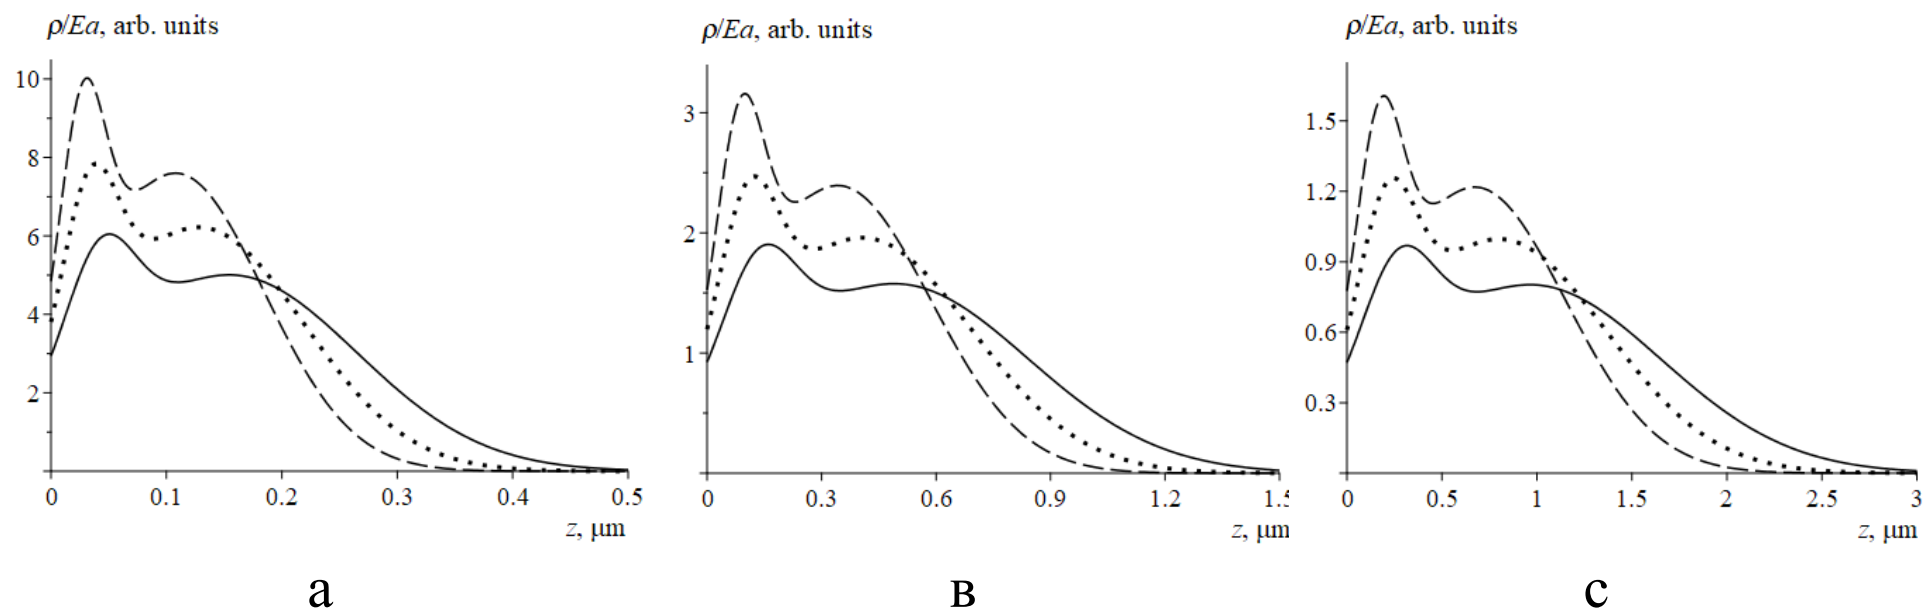 ρ/Ea, arb. units
10
8
6
4
2
0 0.1 0.2 0.3 0.4 0.5
z, μm
a
ρ/Ea, arb. units
3
2
1
0 0.3 0.6 0.9 1.2 1.5
z, μm
в
ρ/Ea, arb. units
1.5
1.2
0.9
0.6
0.3
0 0.5 1 1.5 2 2.5 3
z, μm
c